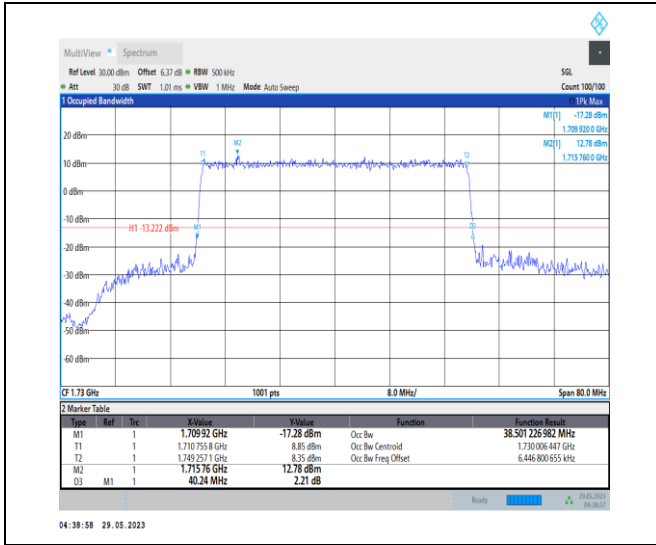 MultiView Spectrum
Ref Level 30.00 dBm Offset 6.37 dB RBW 500 kHz SGL
Att 30 dB SWT 1.01 ms VBW 1 MHz Mode Auto Sweep Count 100/100
1 Occupied Bandwidth 1Pk Max
M1[1] -17.28 dBm
1.709 920 0 GHz
M2[1] 12.78 dBm
1.715 760 0 GHz
20 dBm
M2
T1 T2
10 dBm
0 dBm
-10 dBm
H1 -13.222 dBm M1 D3
-20 dBm
-30 dBm
-40 dBm
-50 dBm
-60 dBm
CF 1.73 GHz 1001 pts 8.0 MHz/ Span 80.0 MHz
2 Marker Table
Type Ref Trc X-Value Y-Value Function Function Result
M1 1 1.709 92 GHz -17.28 dBm Occ Bw 38.501 226 982 MHz
T1 1 1.710 755 8 GHz 8.85 dBm Occ Bw Centroid 1.730 006 447 GHz
T2 1 1.749 257 1 GHz 8.35 dBm Occ Bw Freq Offset 6.446 800 655 kHz
M2 1 1.715 76 GHz 12.78 dBm
D3 M1 1 40.24 MHz 2.21 dB
Ready 29.05.2023
04:38:57
04:38:58 29.05.2023